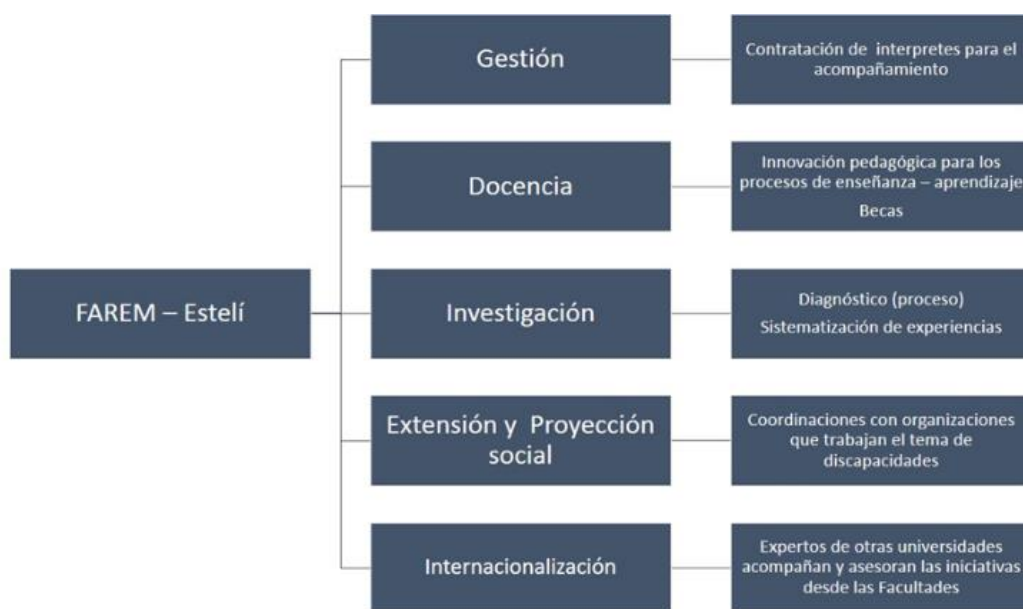 Gestión
Contratación de interpretes para el
acompañamiento
Docencia
Innovación pedagógica para los
procesos de enseñanza – aprendizaje
Becas
FAREM – Estelí
Investigación
Diagnóstico (proceso)
Sistematización de experiencias
Extensión y Proyección
social
Coordinaciones con organizaciones
que trabajan el tema de
discapacidades
Internacionalización
Expertos de otras universidades
acompañan y asesoran las iniciativas
desde las Facultades